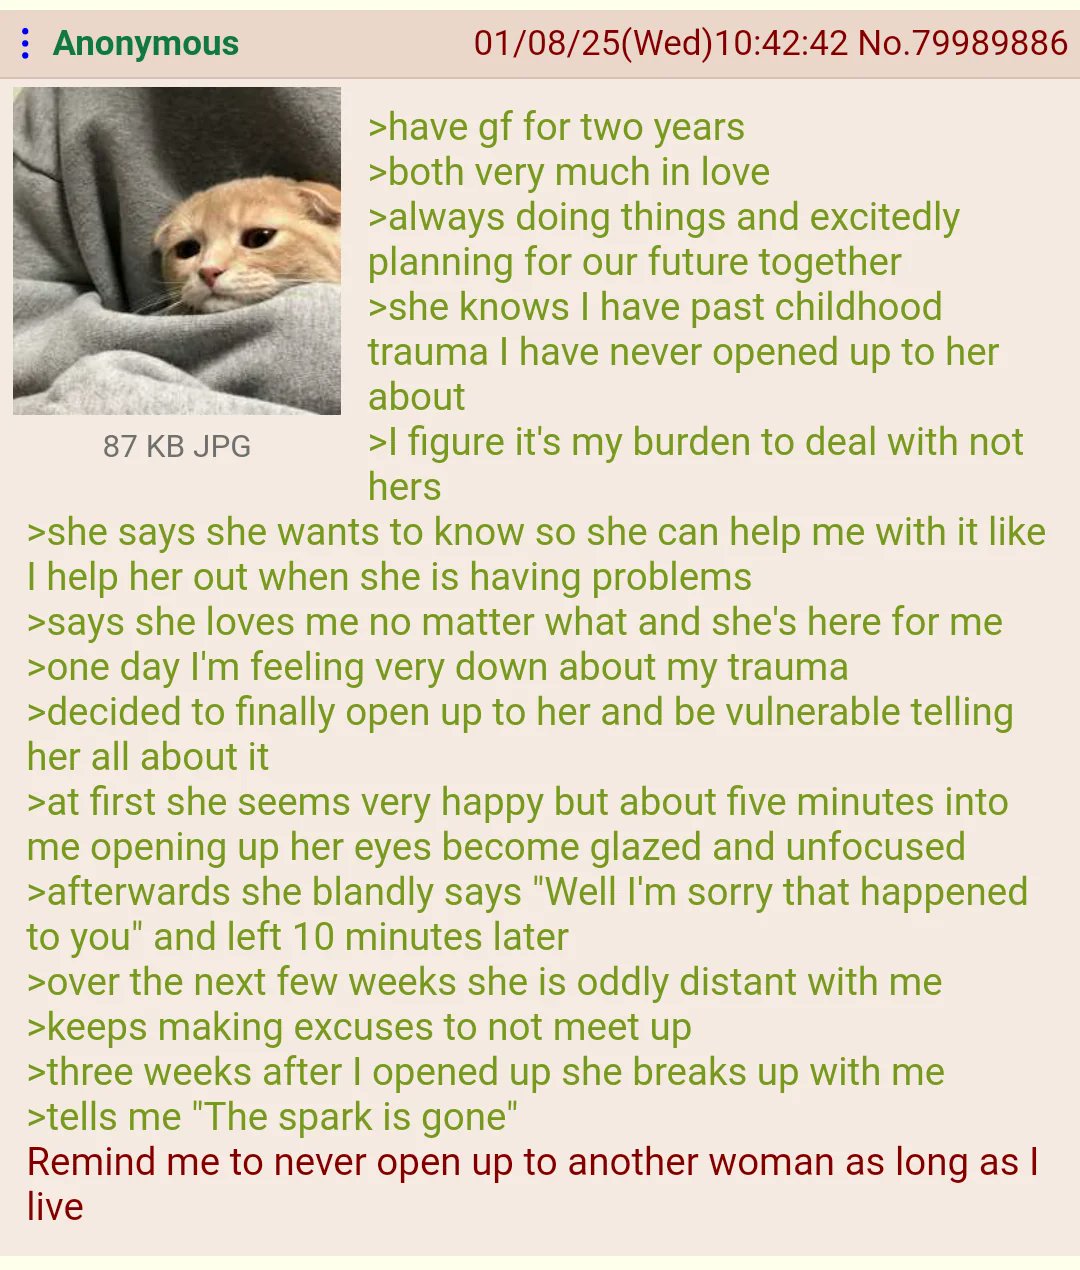 Anonymous 01/08/25(Wed)10:42:42 No.79989886
>have gf for two years
>both very much in love
>always doing things and excitedly
planning for our future together
>she knows I have past childhood
trauma I have never opened up to her
about
>I figure it's my burden to deal with not
hers
87 KB JPG
>she says she wants to know so she can help me with it like
I help her out when she is having problems
>says she loves me no matter what and she's here for me
>one day I'm feeling very down about my trauma
>decided to finally open up to her and be vulnerable telling
her all about it
>at first she seems very happy but about five minutes into
me opening up her eyes become glazed and unfocused
>afterwards she blandly says "Well I'm sorry that happened
to you" and left 10 minutes later
>over the next few weeks she is oddly distant with me
>keeps making excuses to not meet up
>three weeks after I opened up she breaks up with me
>tells me "The spark is gone"
Remind me to never open up to another woman as long as I
live